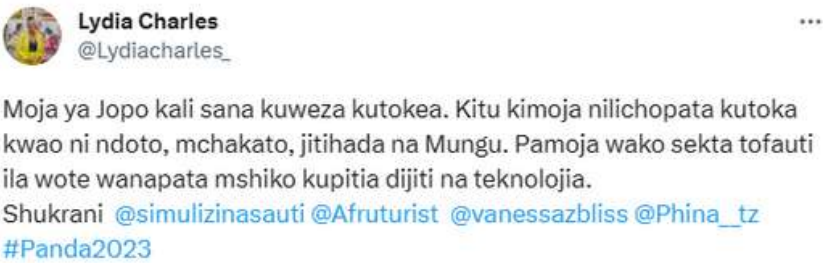 Lydia Charles
@Lydiacharles_
Moja ya Jopo kali sana kuweza kutokea. Kitu kimoja nilichopata kutoka
kwao ni ndoto, mchakato, jitihada na Mungu. Pamoja wako sekta tofauti
ila wote wanapata mshiko kupitia dijiti na teknolojia.
Shukrani @simulizinasauti @Afruturist @vanessazbliss @Phina__tz
#Panda2023